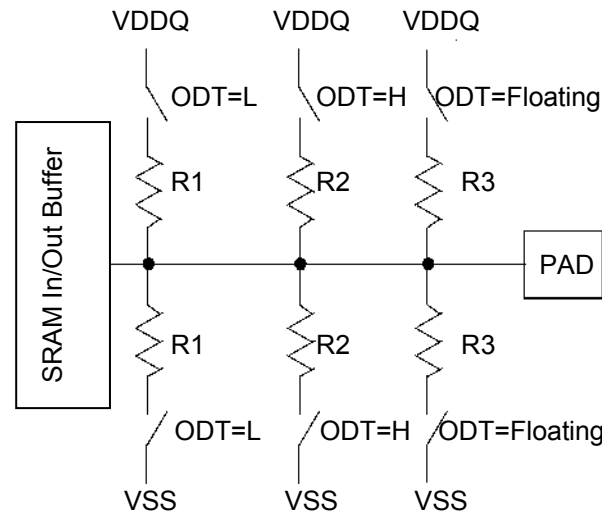 VDDQ VDDQ VDDQ
ODT=L ODT=H ODT=Floating
SRAM In/Out Buffer
R1 R2 R3
PAD
R1 R2 R3
ODT=L ODT=H ODT=Floating
VSS VSS VSS